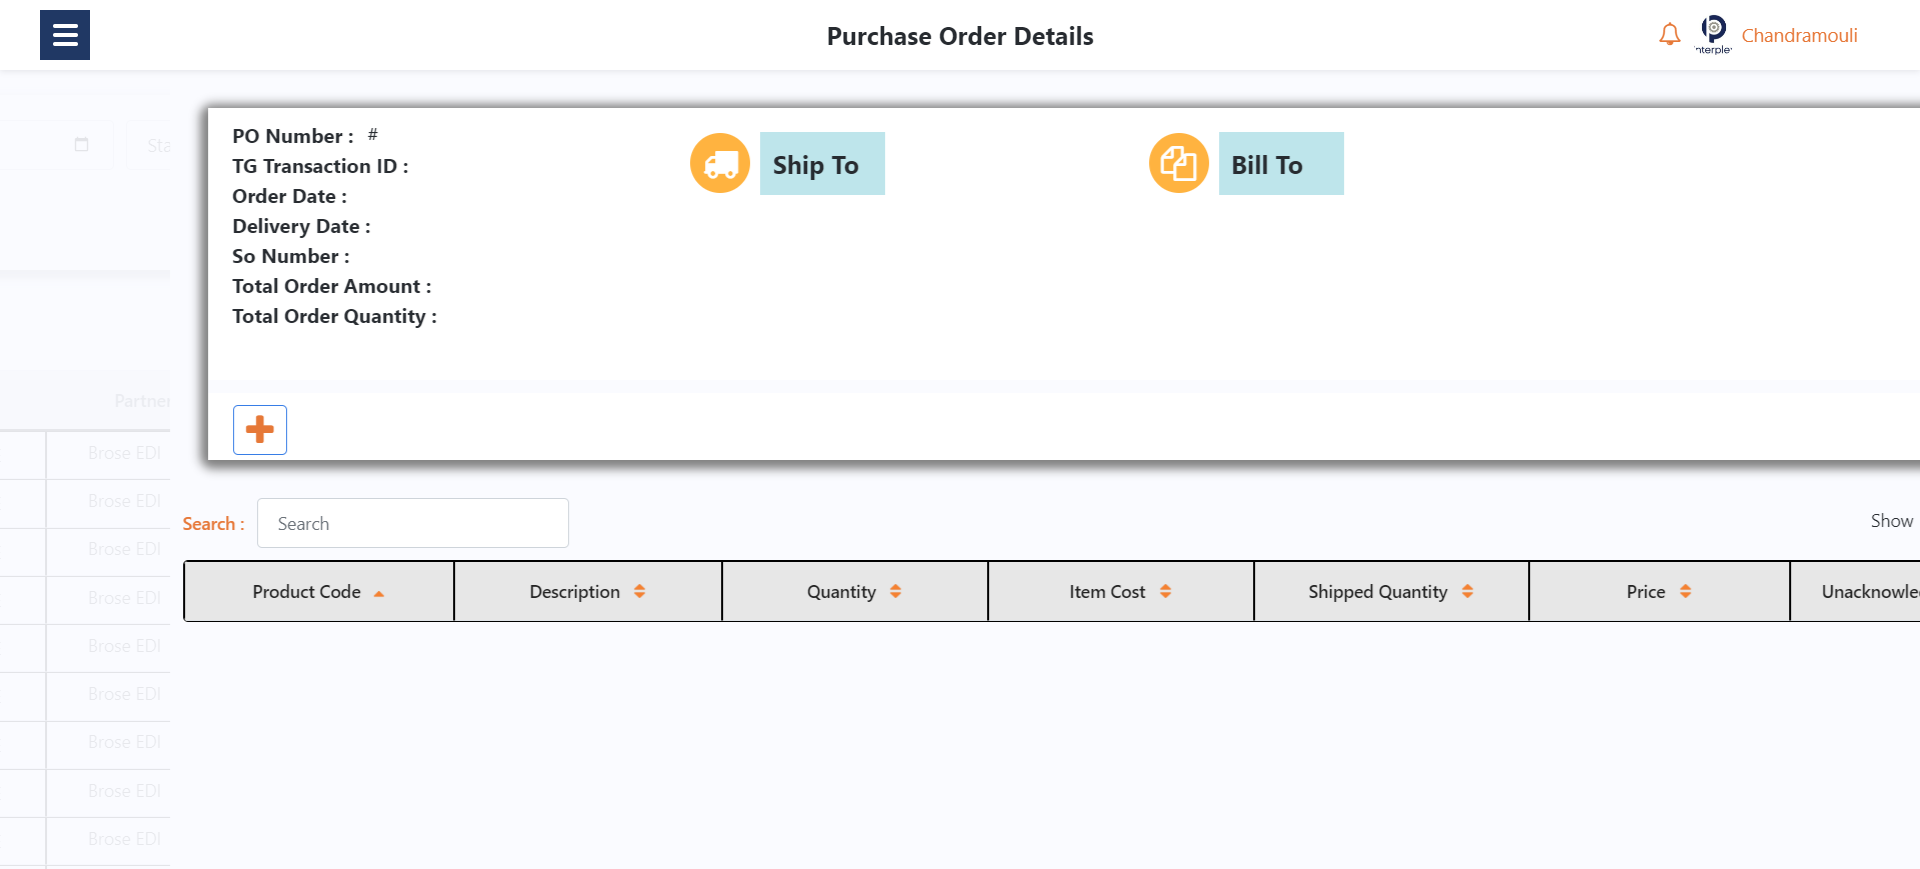 Purchase Order Details
Chandramouli
PO Number : #
TG Transaction ID :
Order Date :
Delivery Date :
So Number :
Total Order Amount :
Total Order Quantity :
Ship To
Bill To
Sta
Partner
Brose EDI
Brose EDI
Brose EDI
Brose EDI
Brose EDI
Brose EDI
Brose EDI
Brose EDI
Brose EDI
Search : Search
Show
Product Code Description Quantity Item Cost Shipped Quantity Price Unacknowle